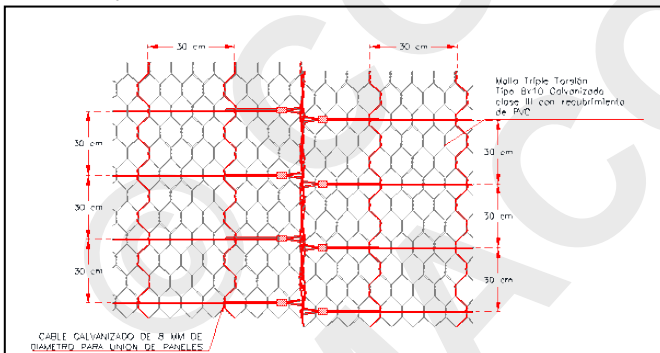 30 cm
30 cm
Malla Triple Torsión
Tipo 8x10 Galvanizado
clase III con recubrimiento
de PVC
30 cm
30 cm
30 cm
30 cm
30 cm
30 cm
CABLE GALVANIZADO DE 8 MM DE
DIAMETRO PARA UNION DE PANELES